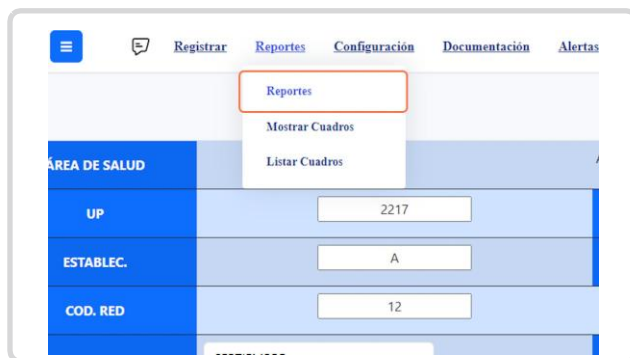 Registrar Reportes Configuración Documentación Alertas
Reportes
Mostrar Cuadros
Listar Cuadros
ÁREA DE SALUD
UP 2217
ESTABLEC. A
COD. RED 12